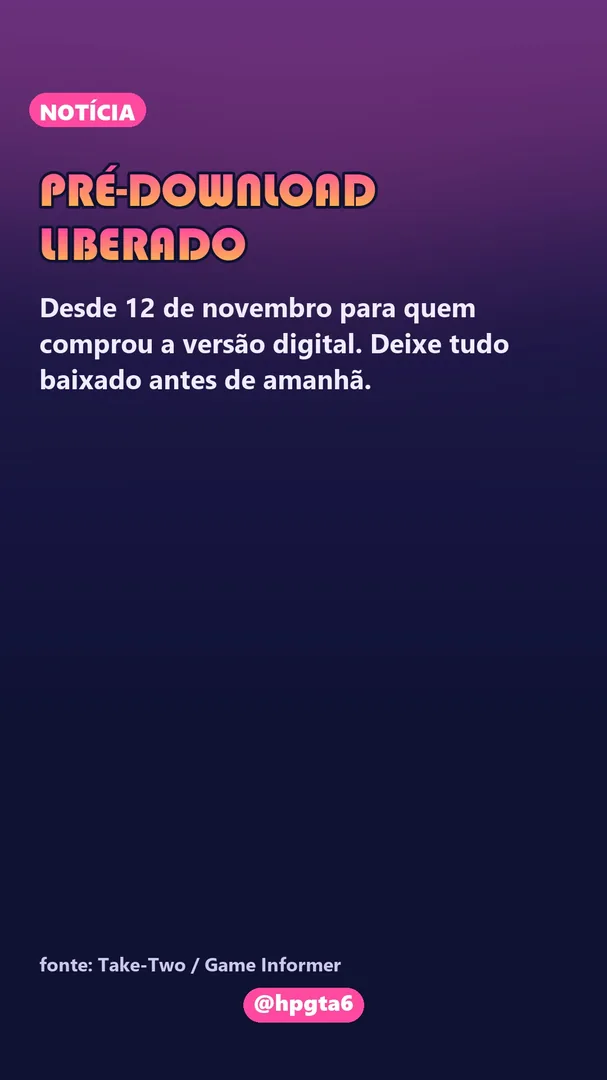 NOTÍCIA
PRÉ-DOWNLOAD
LIBERADO
Desde 12 de novembro para quem
comprou a versão digital. Deixe tudo
baixado antes de amanhã.
fonte: Take-Two / Game Informer
@hpgta6